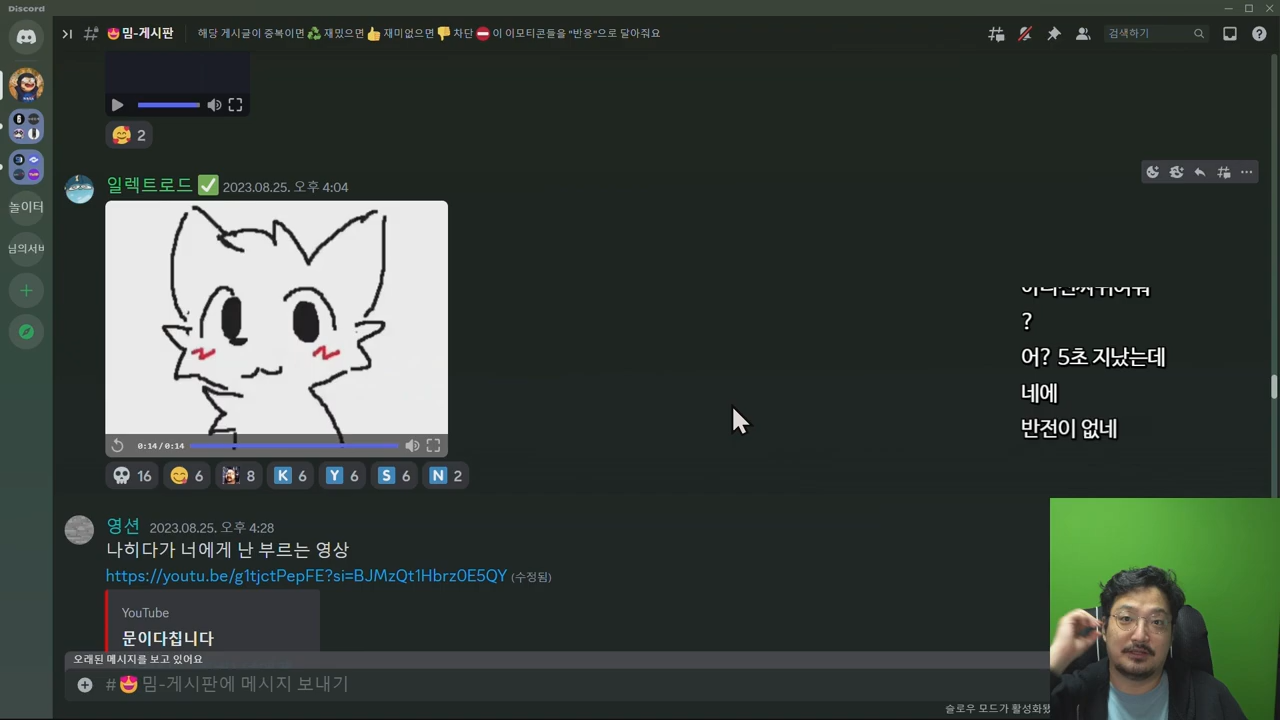 Discord
😍밈-게시판
해당 게시글이 중복이면 ♻️ 재밌으면 👍 재미없으면 👎 차단 ⛔ 이 이모티콘들을 "반응"으로 달아줘요
검색하기
🥰 2
일렉트로드 ✅ 2023.08.25. 오후 4:04
놀이터
님의서버
0:14/0:14
?
어? 5초 지났는데
네에
반전이 없네
💀 16 😋 6 8 K 6 Y 6 S 6 N 2
영션 2023.08.25. 오후 4:28
나히다가 너에게 난 부르는 영상
https://youtu.be/g1tjctPepFE?si=BJMzQt1Hbrz0E5QY (수정됨)
YouTube
문이다칩니다
오래된 메시지를 보고 있어요
#😍밈-게시판에 메시지 보내기
슬로우 모드가 활성화됐